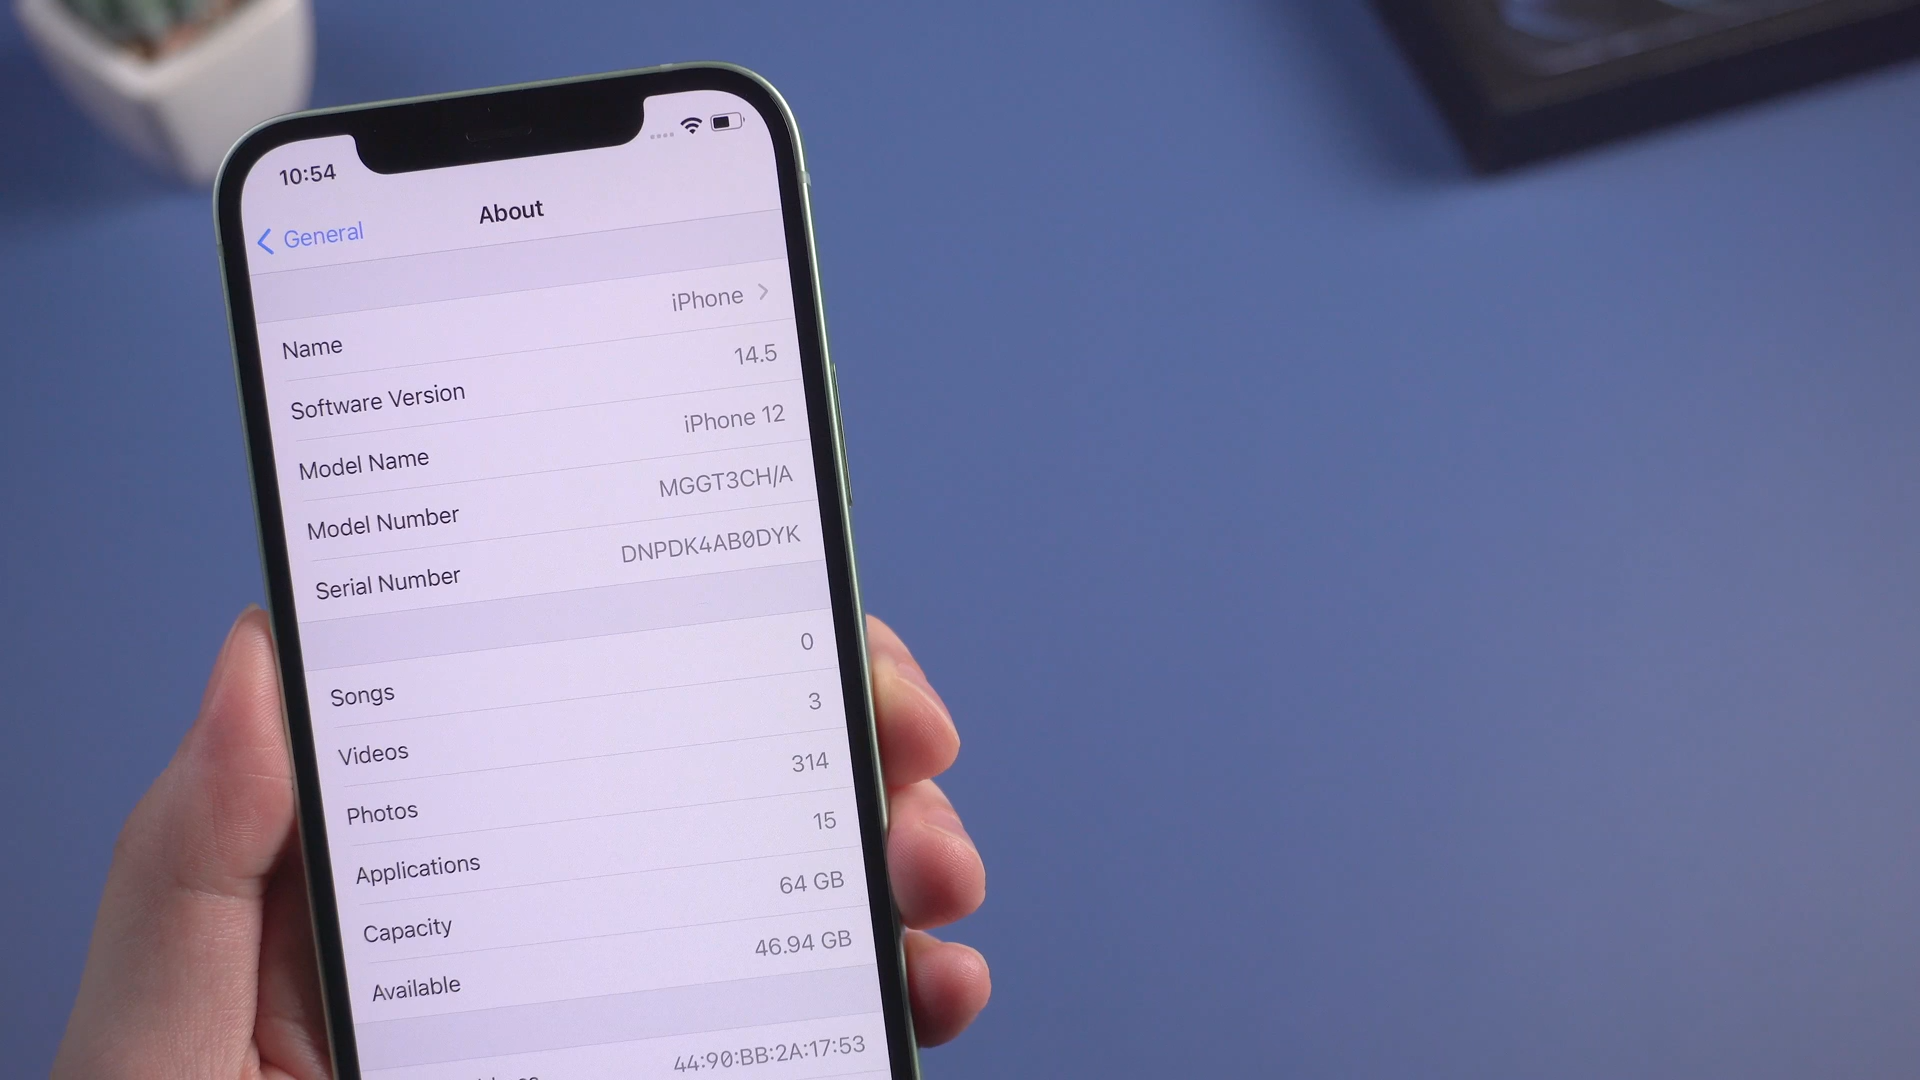 10:54
General
About
Name iPhone
Software Version 14.5
Model Name iPhone 12
Model Number MGGT3CH/A
Serial Number DNPDK4AB0DYK
Songs 0
Videos 3
Photos 314
Applications 15
Capacity 64 GB
Available 46.94 GB
44:90:BB:2A:17:53